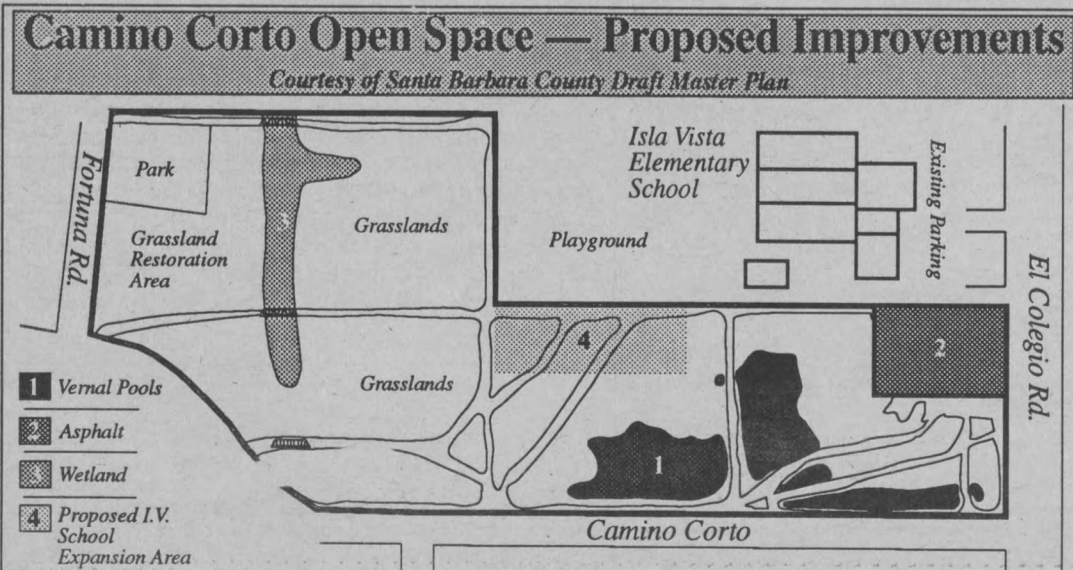 Camino Corto Open Space — Proposed Improvements
Courtesy of Santa Barbara County Draft Master Plan
Fortuna Rd.
Park
Grassland
Restoration
Area
3
Grasslands
Grasslands
Playground
Isla Vista
Elementary
School
Existing Parking
El Colegio Rd.
4
2
1
Camino Corto
1 Vernal Pools
2 Asphalt
3 Wetland
4 Proposed I.V.
School
Expansion Area